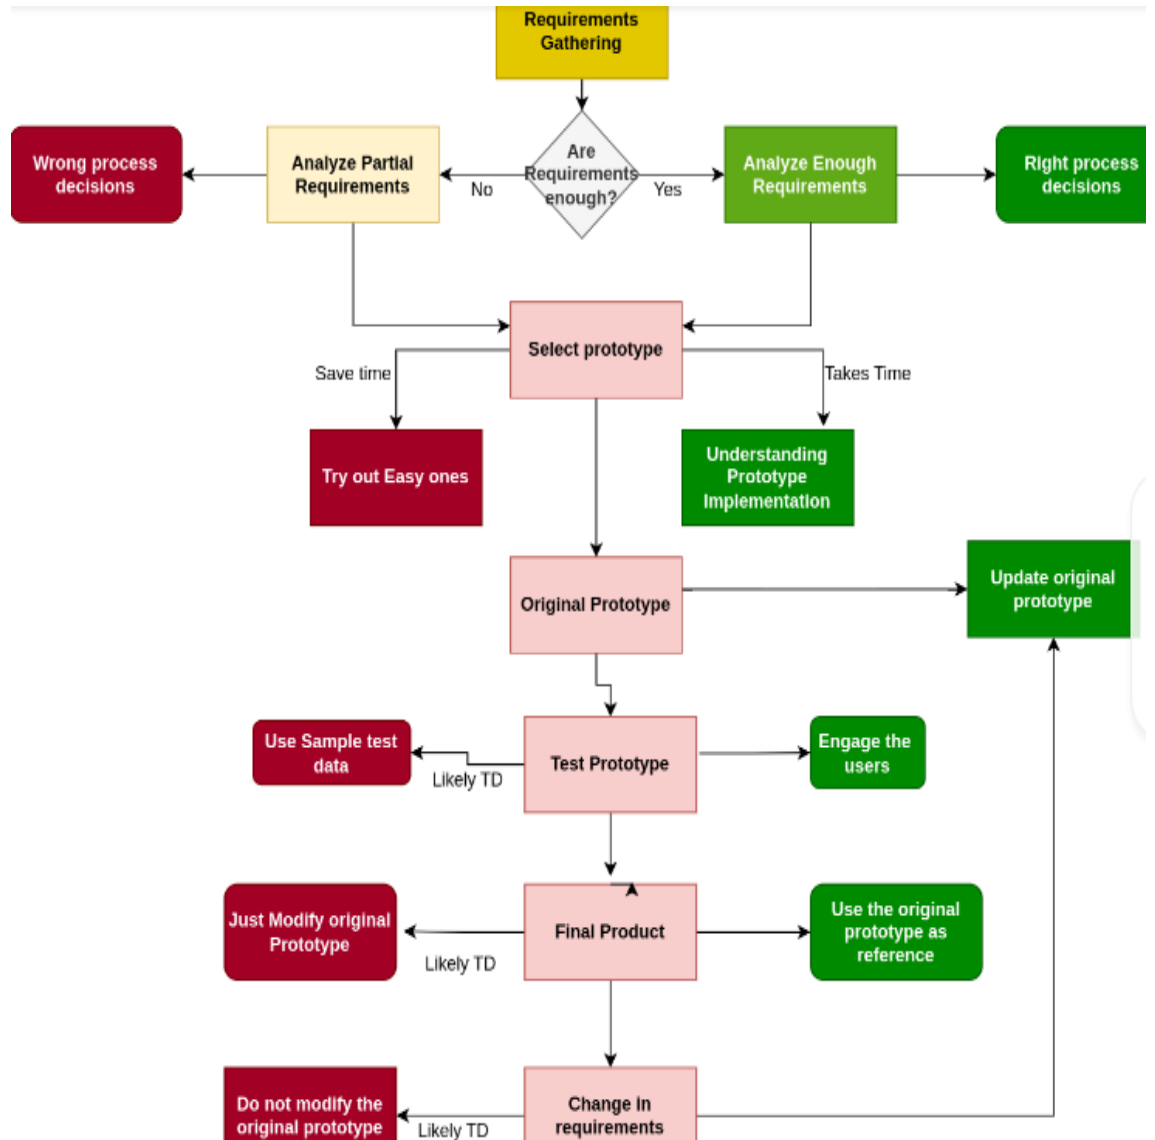 Requirements
Gathering
Wrong process
decisions
Analyze Partial
Requirements
No
Are
Requirements
enough?
Yes
Analyze Enough
Requirements
RIght process
decisions
Select prototype
Save time
Takes Time
Try out Easy ones
Understanding
Prototype
Implementation
Original Prototype
Update original
prototype
Use Sample test
data
Likely TD
Test Prototype
Engage the
users
Just Modify original
Prototype
Likely TD
Final Product
Use the original
prototype as
reference
Do not modify the
original prototype
Likely TD
Change in
requirements